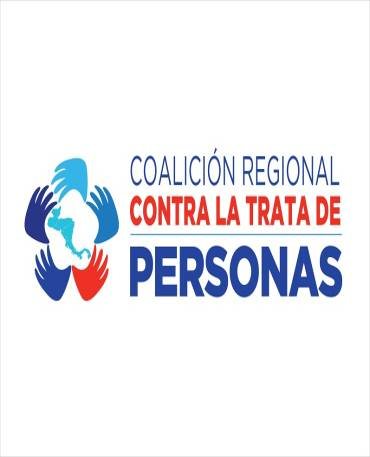 COALICIÓN REGIONAL
CONTRA LA TRATA DE
PERSONAS